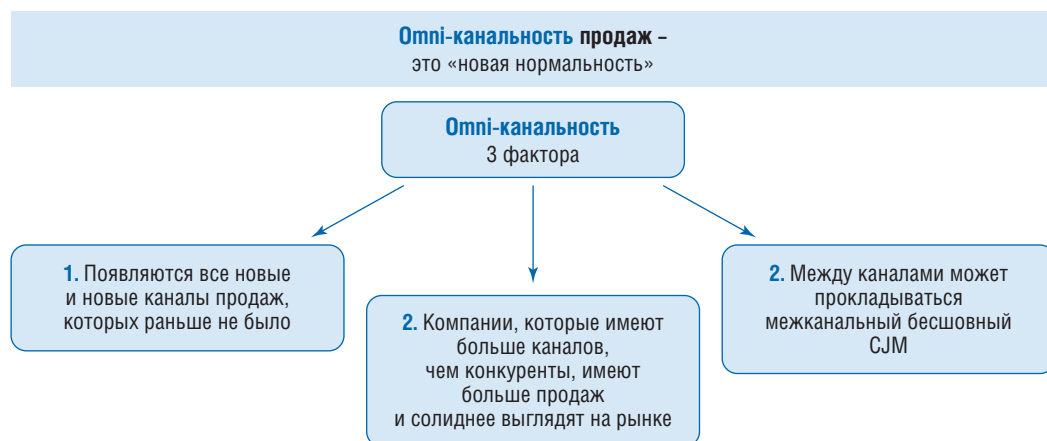 Omni-канальность продаж –
это «новая нормальность»
Omni-канальность
3 фактора
1. Появляются все новые
и новые каналы продаж,
которых раньше не было
2. Компании, которые имеют
больше каналов,
чем конкуренты, имеют
больше продаж
и солиднее выглядят на рынке
2. Между каналами может
прокладываться
межканальный бесшовный
CJM